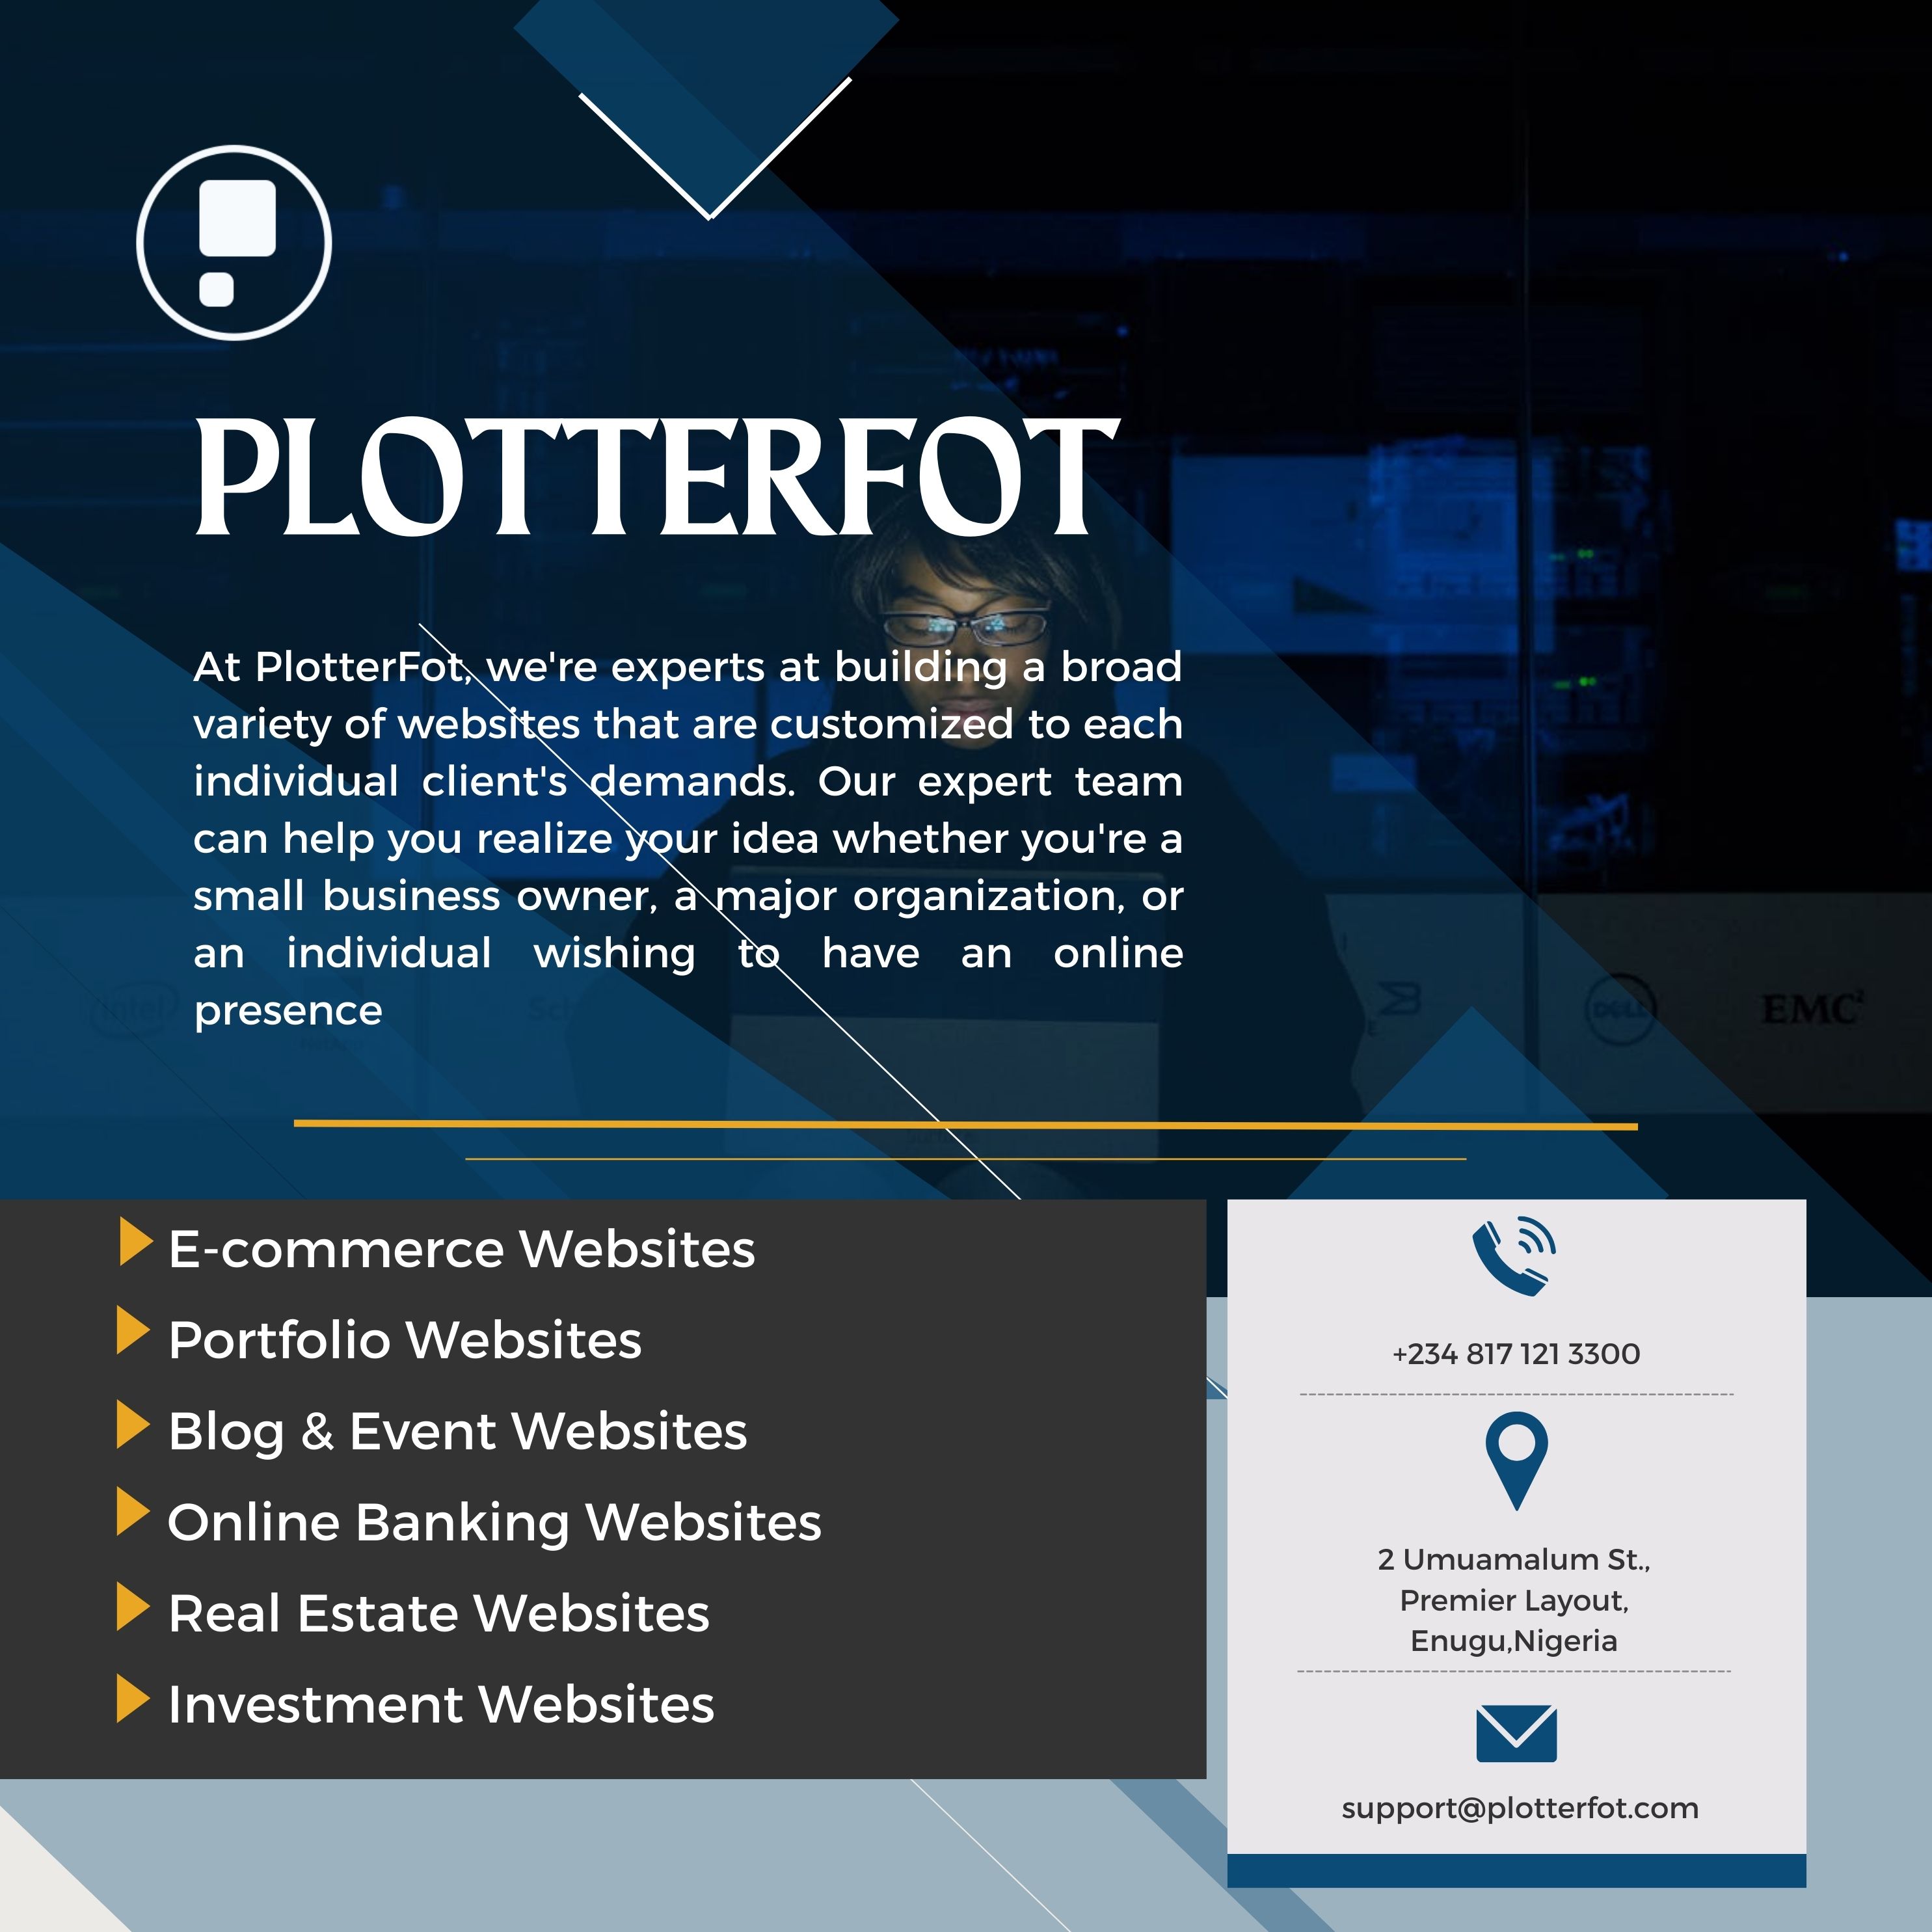 PLOTTERFOT
At PlotterFot, we're experts at building a broad
variety of websites that are customized to each
individual client's demands. Our expert team
can help you realize your idea whether you're a
small business owner, a major organization, or
an individual wishing to have an online
presence
intel
DELL
EMC²
E-commerce Websites
Portfolio Websites
Blog & Event Websites
Online Banking Websites
Real Estate Websites
Investment Websites
+234 817 121 3300
2 Umuamalum St.,
Premier Layout,
Enugu,Nigeria
support@plotterfot.com